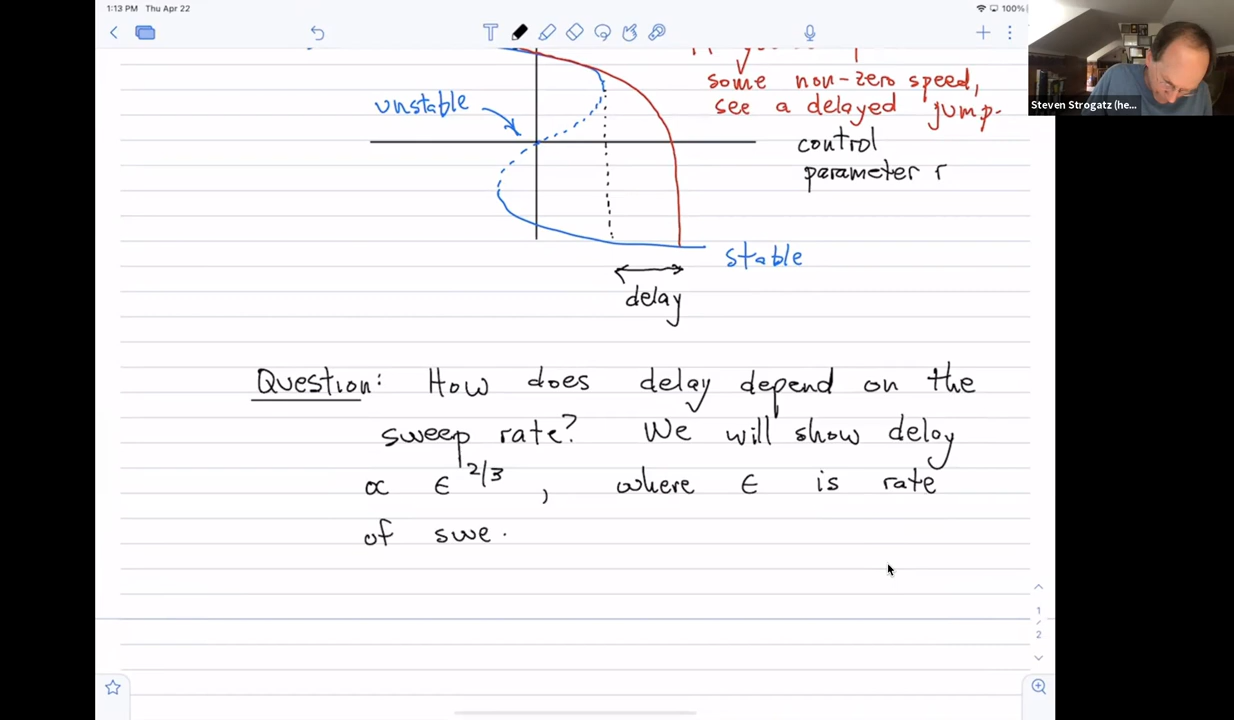 1:13 PM Thu Apr 22
100%
Steven Strogatz (he...
some non-zero speed,
see a delayed jump.
unstable
control
parameter r
stable
delay
Question: How does delay depend on the
sweep rate? We will show delay
∝ ϵ^2/3, where ϵ is rate
of swe
1
2